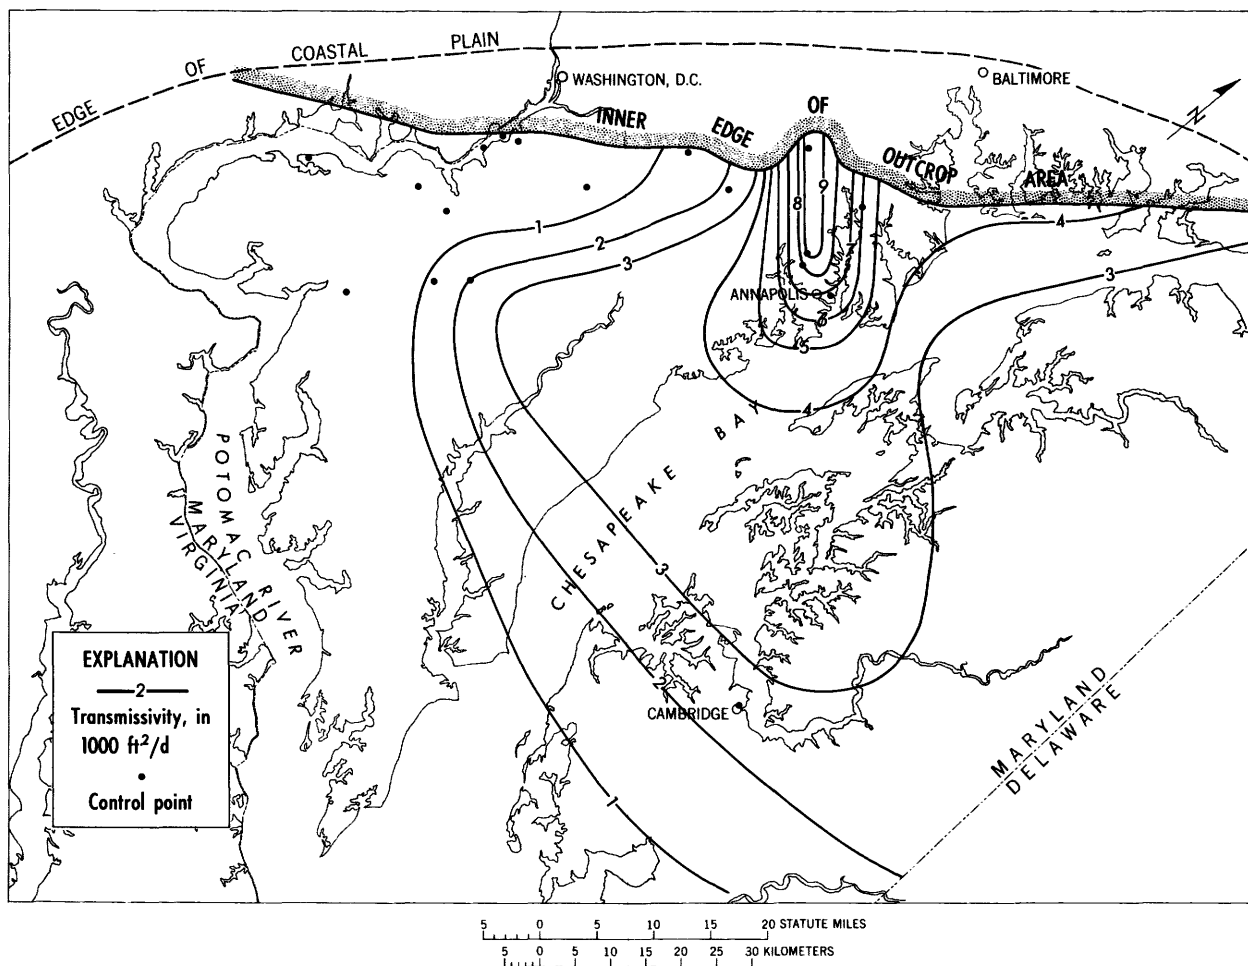 EDGE OF COASTAL PLAIN
WASHINGTON, D.C.
BALTIMORE
N
INNER EDGE OF OUTCROP AREA
1
2
3
9
8
7
4
3
ANNAPOLIS
6
5
4
CHESAPEAKE BAY
POTOMAC RIVER
MARYLAND
VIRGINIA
3
2
CAMBRIDGE
1
MARYLAND
DELAWARE
EXPLANATION
2
Transmissivity, in
1000 ft²/d
Control point
5 0 5 10 15 20 STATUTE MILES
5 0 5 10 15 20 25 30 KILOMETERS